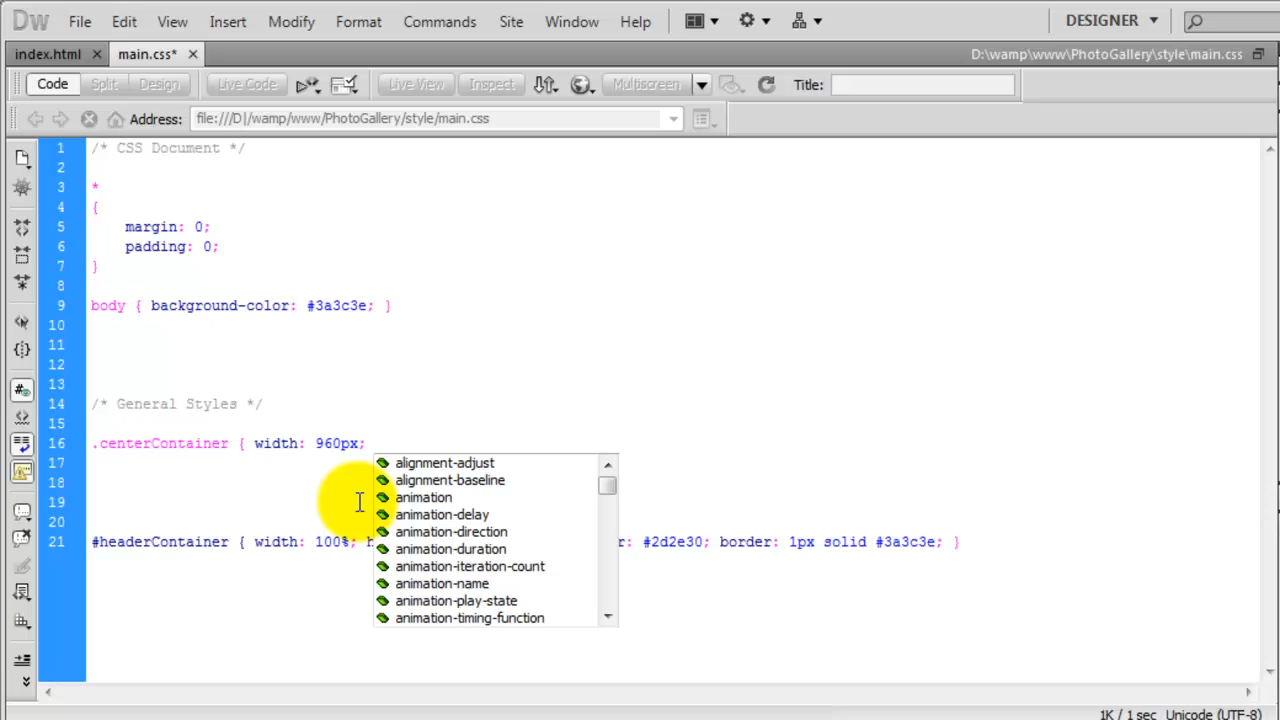 Dw File Edit View Insert Modify Format Commands Site Window Help DESIGNER
index.html main.css* D:\wamp\www\PhotoGallery\style\main.css
Code Split Design Live Code Live View Inspect Multiscreen Title:
Address: file:///D|/wamp/www/PhotoGallery/style/main.css
1 /* CSS Document */
2
3 *
4 {
5 margin: 0;
6 padding: 0;
7 }
8
9 body { background-color: #3a3c3e; }
10
11
12
13
14 /* General Styles */
15
16 .centerContainer { width: 960px;
17
18
19
20
21 #headerContainer { width: 100%; r: #2d2e30; border: 1px solid #3a3c3e; }
alignment-adjust
alignment-baseline
animation
animation-delay
animation-direction
animation-duration
animation-iteration-count
animation-name
animation-play-state
animation-timing-function
1K / 1 sec Unicode (UTF-8)